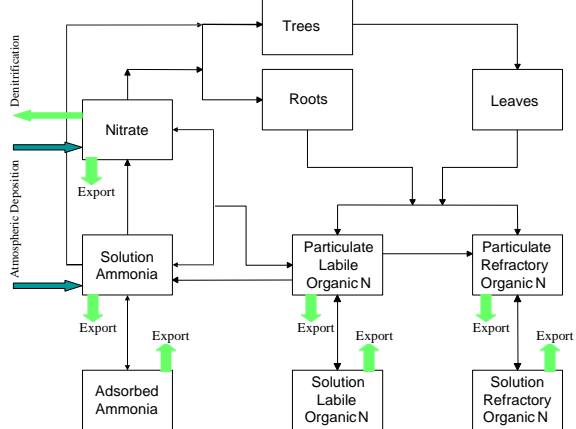 Trees
Denitrification
Roots
Leaves
Nitrate
Export
Atmospheric Deposition
Solution
Ammonia
Particulate
Labile
Organic N
Particulate
Refractory
Organic N
Export
Export
Export
Export
Export
Export
Adsorbed
Ammonia
Solution
Labile
Organic N
Solution
Refractory
Organic N